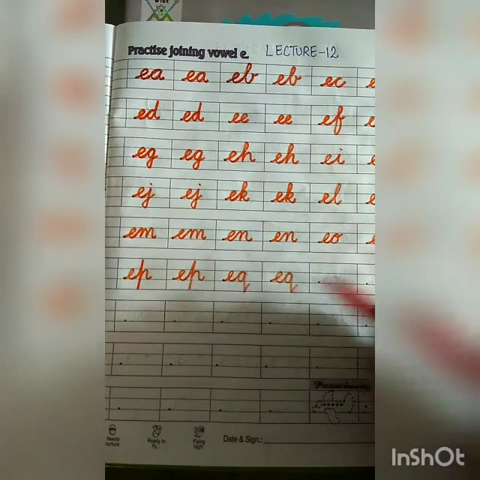 Practise joining vowel e. LECTURE-12
ea ea eb eb ec
ed ed ee ee ef
eg eg eh eh ei
ej ej ek ek el
em em en en eo
ep ep eq eq
Date & Sign.:
InShOt